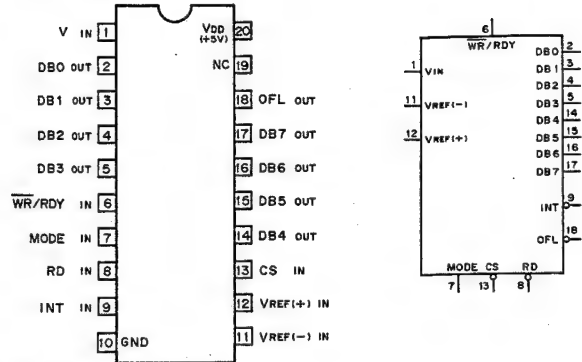 V IN 1
DB0 OUT 2
DB1 OUT 3
DB2 OUT 4
DB3 OUT 5
WR/RDY IN 6
MODE IN 7
RD IN 8
INT IN 9
10 GND
VDD 20
(+5V)
NC 19
18 OFL OUT
17 DB7 OUT
16 DB6 OUT
15 DB5 OUT
14 DB4 OUT
13 CS IN
12 VREF(+) IN
11 VREF(−) IN
6
WR/RDY
1 VIN
11 VREF(−)
12 VREF(+)
DB0 2
DB1 3
DB2 4
DB3 5
DB4 14
DB5 15
DB6 16
DB7 17
INT 9
OFL 18
MODE CS RD
7 13 8